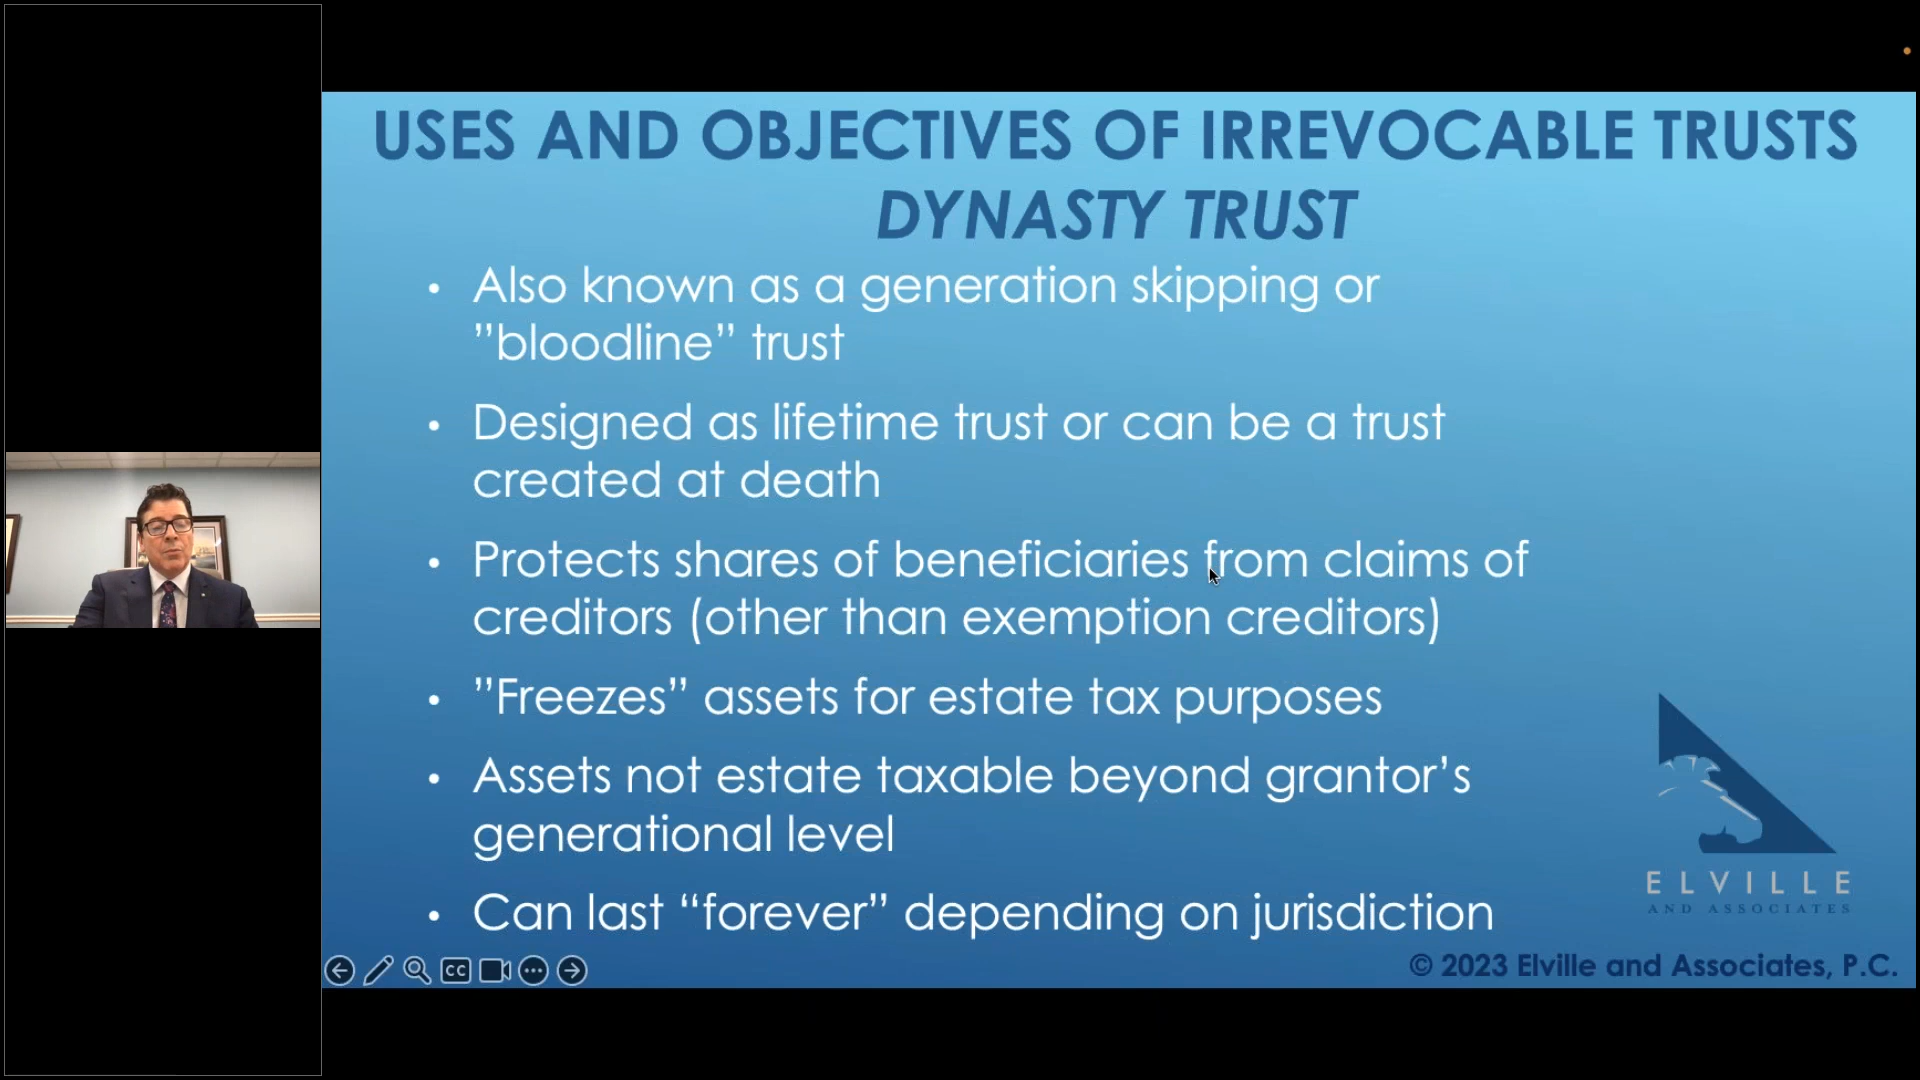 USES AND OBJECTIVES OF IRREVOCABLE TRUSTS
DYNASTY TRUST
• Also known as a generation skipping or
”bloodline” trust
• Designed as lifetime trust or can be a trust
created at death
• Protects shares of beneficiaries from claims of
creditors (other than exemption creditors)
• ”Freezes” assets for estate tax purposes
• Assets not estate taxable beyond grantor’s
generational level
• Can last “forever” depending on jurisdiction
ELVILLE
AND ASSOCIATES
CC
© 2023 Elville and Associates, P.C.